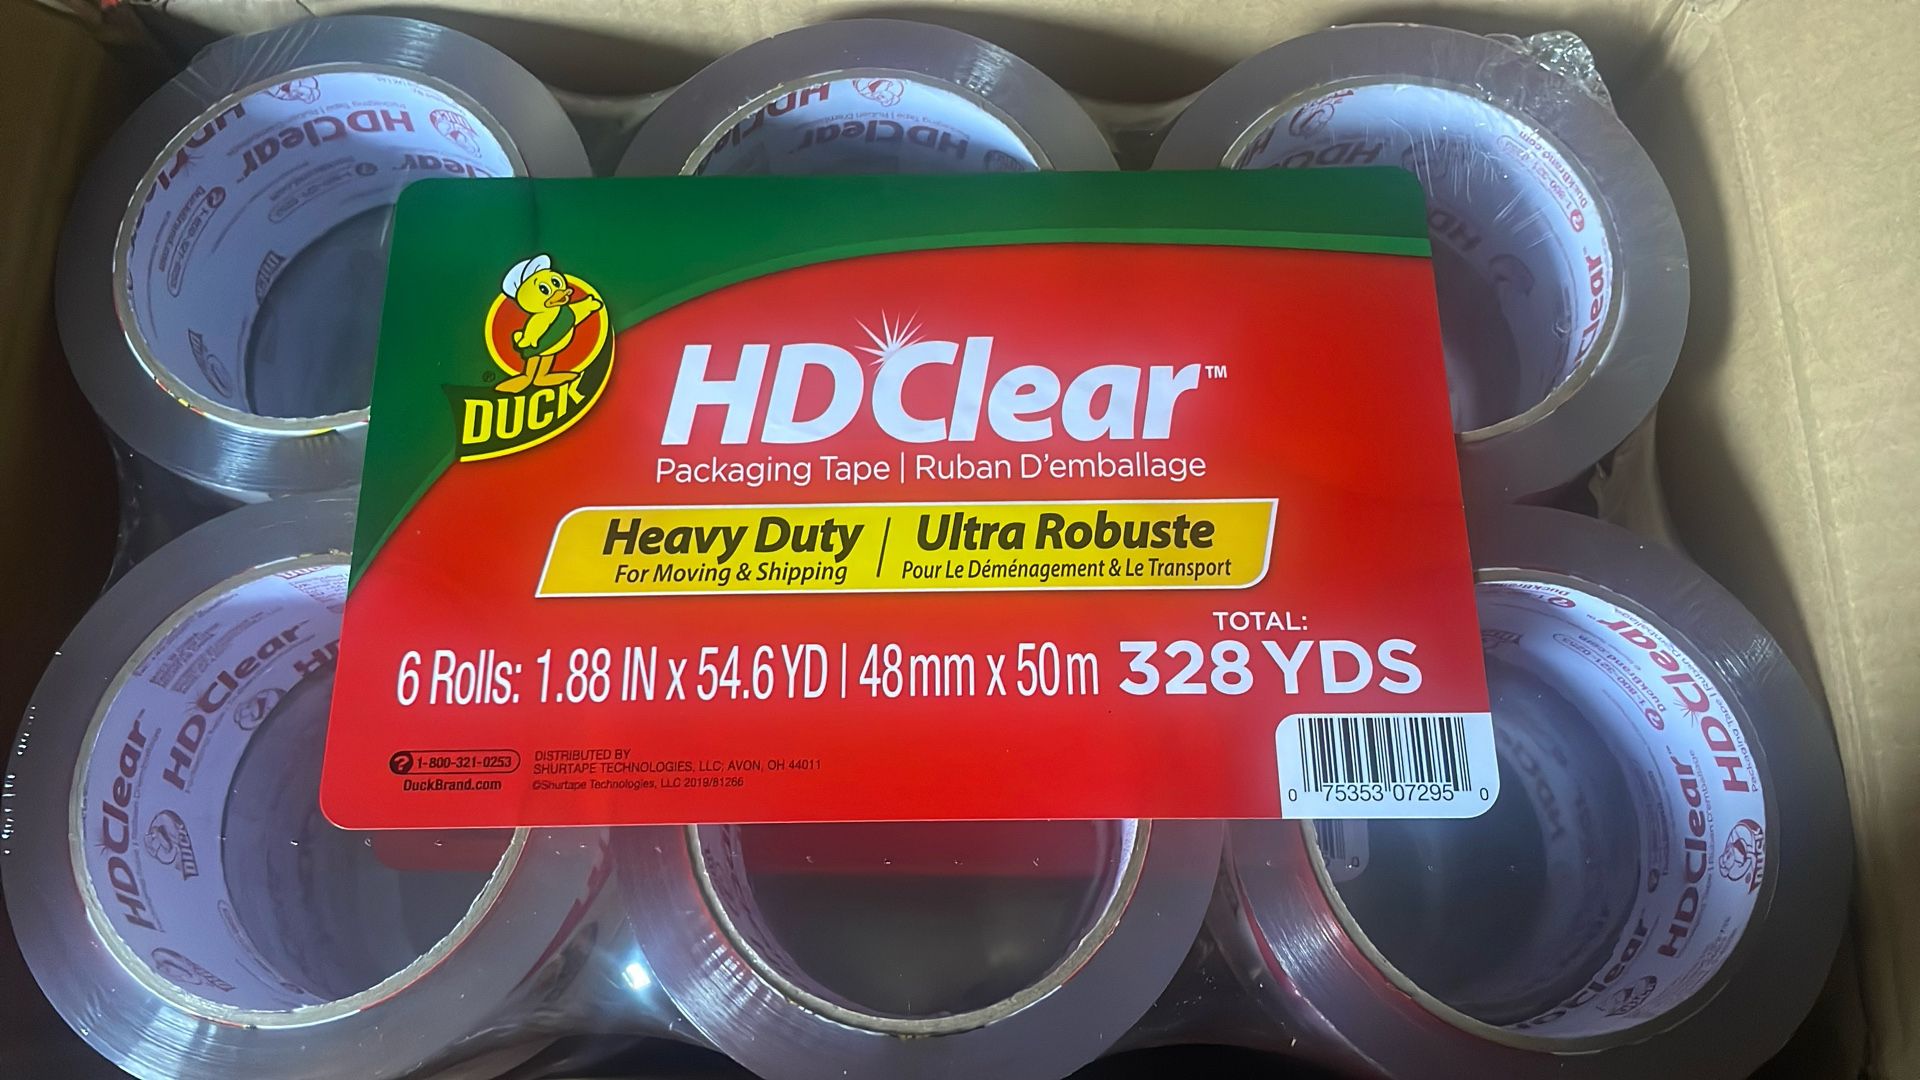 HDClear
HDClear
DUCK
HDClear™
Packaging Tape | Ruban D'emballage
Heavy Duty | Ultra Robuste
For Moving & Shipping | Pour Le Déménagement & Le Transport
TOTAL:
6 Rolls: 1.88 IN x 54.6 YD | 48mm x 50m 328 YDS
? 1-800-321-0253
DuckBrand.com
DISTRIBUTED BY
SHURTAPE TECHNOLOGIES, LLC; AVON, OH 44011
©Shurtape Technologies, LLC 2019/81266
0 75353 07295 0
HDClear
HDClear
HDClear
HDClear